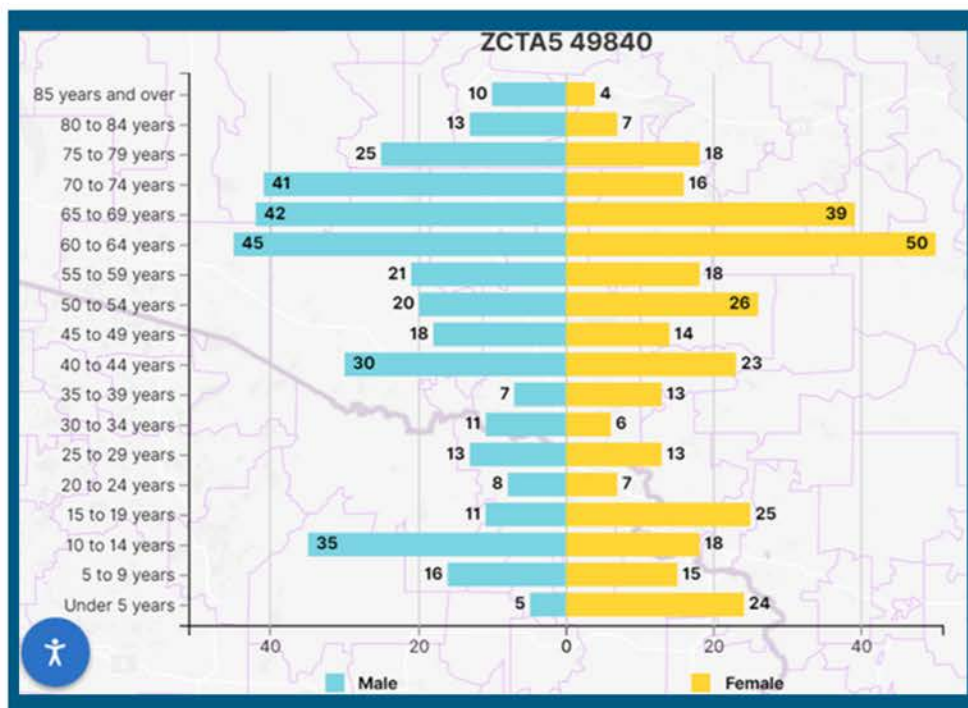 ZCTA5 49840
85 years and over 10 4
80 to 84 years 13 7
75 to 79 years 25 18
70 to 74 years 41 16
65 to 69 years 42 39
60 to 64 years 45 50
55 to 59 years 21 18
50 to 54 years 20 26
45 to 49 years 18 14
40 to 44 years 30 23
35 to 39 years 7 13
30 to 34 years 11 6
25 to 29 years 13 13
20 to 24 years 8 7
15 to 19 years 11 25
10 to 14 years 35 18
5 to 9 years 16 15
Under 5 years 5 24
40 20 0 20 40
Male Female